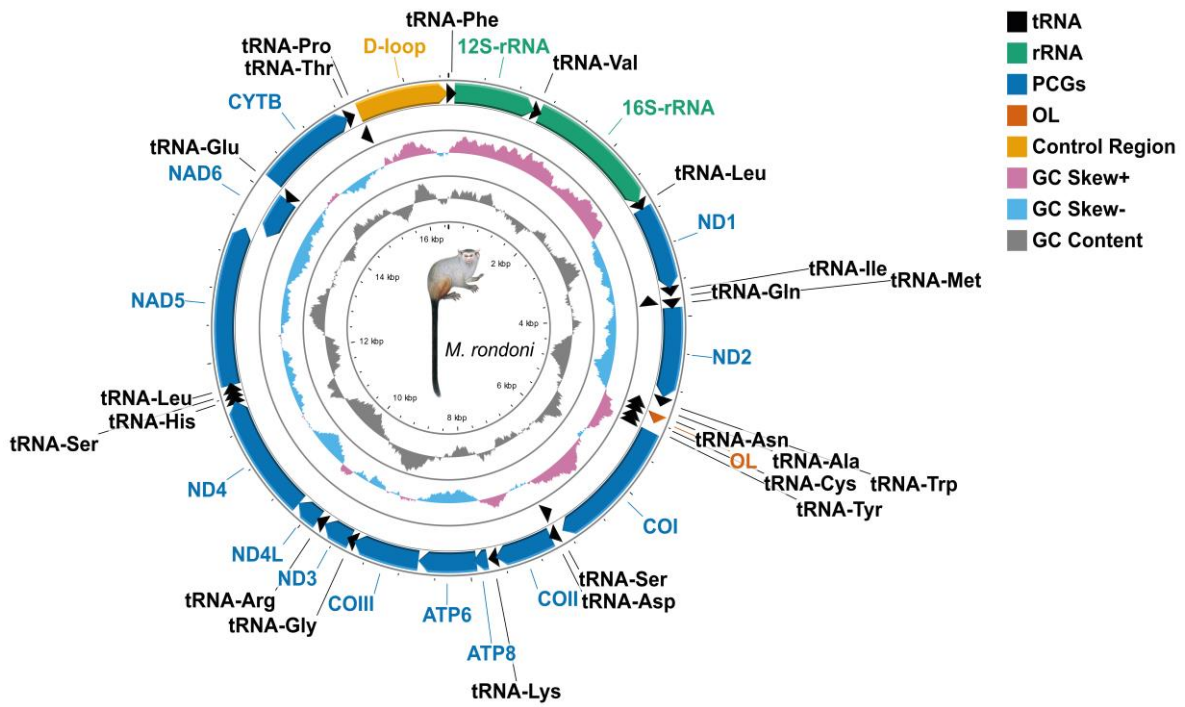 tRNA-Phe
tRNA-Pro
D-loop
12S-rRNA
tRNA-Thr
tRNA-Val
CYTB
16S-rRNA
tRNA-Glu
NAD6
tRNA-Leu
ND1
tRNA-Ile
tRNA-Met
tRNA-Gln
NAD5
ND2
tRNA-Leu
tRNA-His
tRNA-Ser
tRNA-Asn
OL
tRNA-Ala
tRNA-Cys
tRNA-Trp
tRNA-Tyr
ND4
COI
ND4L
ND3
tRNA-Ser
tRNA-Arg
COIII
COII
tRNA-Asp
tRNA-Gly
ATP6
ATP8
tRNA-Lys
16 kbp
2 kbp
14 kbp
4 kbp
12 kbp
M. rondoni
6 kbp
10 kbp
8 kbp
tRNA
rRNA
PCGs
OL
Control Region
GC Skew+
GC Skew-
GC Content